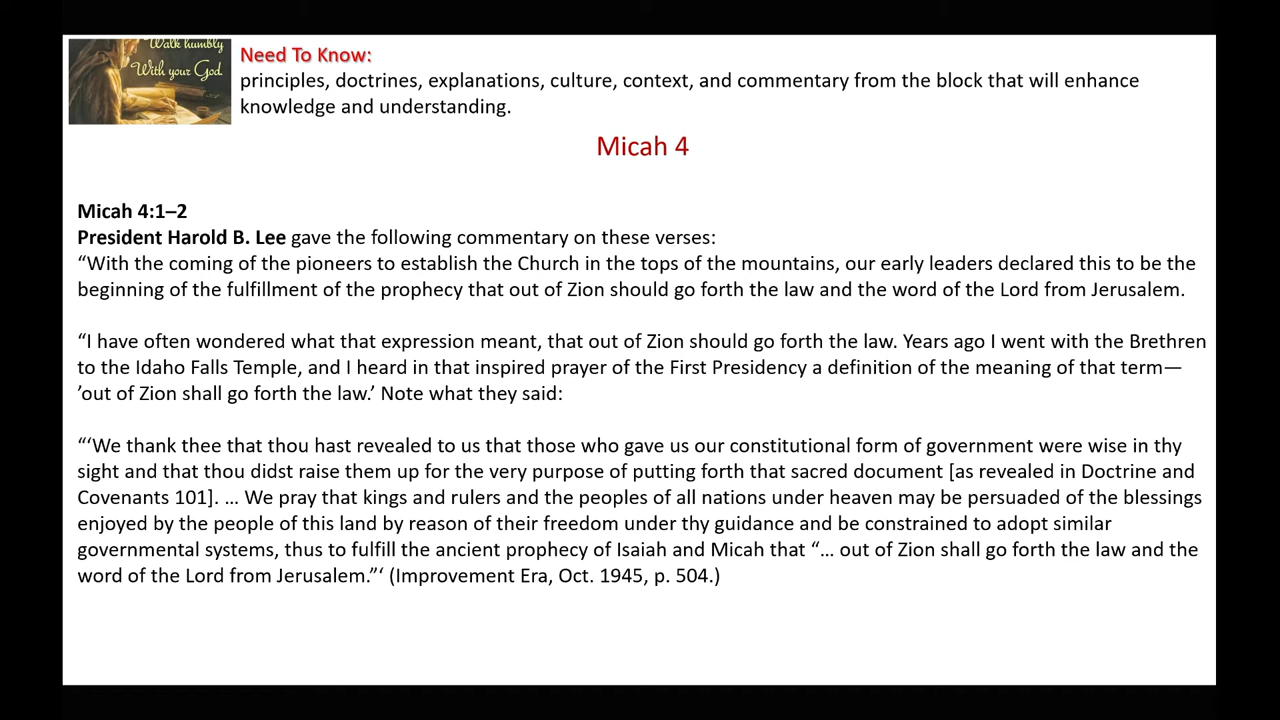 Walk humbly
With your God.
Need To Know:
principles, doctrines, explanations, culture, context, and commentary from the block that will enhance
knowledge and understanding.
Micah 4
Micah 4:1–2
President Harold B. Lee gave the following commentary on these verses:
“With the coming of the pioneers to establish the Church in the tops of the mountains, our early leaders declared this to be the
beginning of the fulfillment of the prophecy that out of Zion should go forth the law and the word of the Lord from Jerusalem.
“I have often wondered what that expression meant, that out of Zion should go forth the law. Years ago I went with the Brethren
to the Idaho Falls Temple, and I heard in that inspired prayer of the First Presidency a definition of the meaning of that term—
’out of Zion shall go forth the law.’ Note what they said:
“‘We thank thee that thou hast revealed to us that those who gave us our constitutional form of government were wise in thy
sight and that thou didst raise them up for the very purpose of putting forth that sacred document [as revealed in Doctrine and
Covenants 101]. … We pray that kings and rulers and the peoples of all nations under heaven may be persuaded of the blessings
enjoyed by the people of this land by reason of their freedom under thy guidance and be constrained to adopt similar
governmental systems, thus to fulfill the ancient prophecy of Isaiah and Micah that “… out of Zion shall go forth the law and the
word of the Lord from Jerusalem.”‘ (Improvement Era, Oct. 1945, p. 504.)